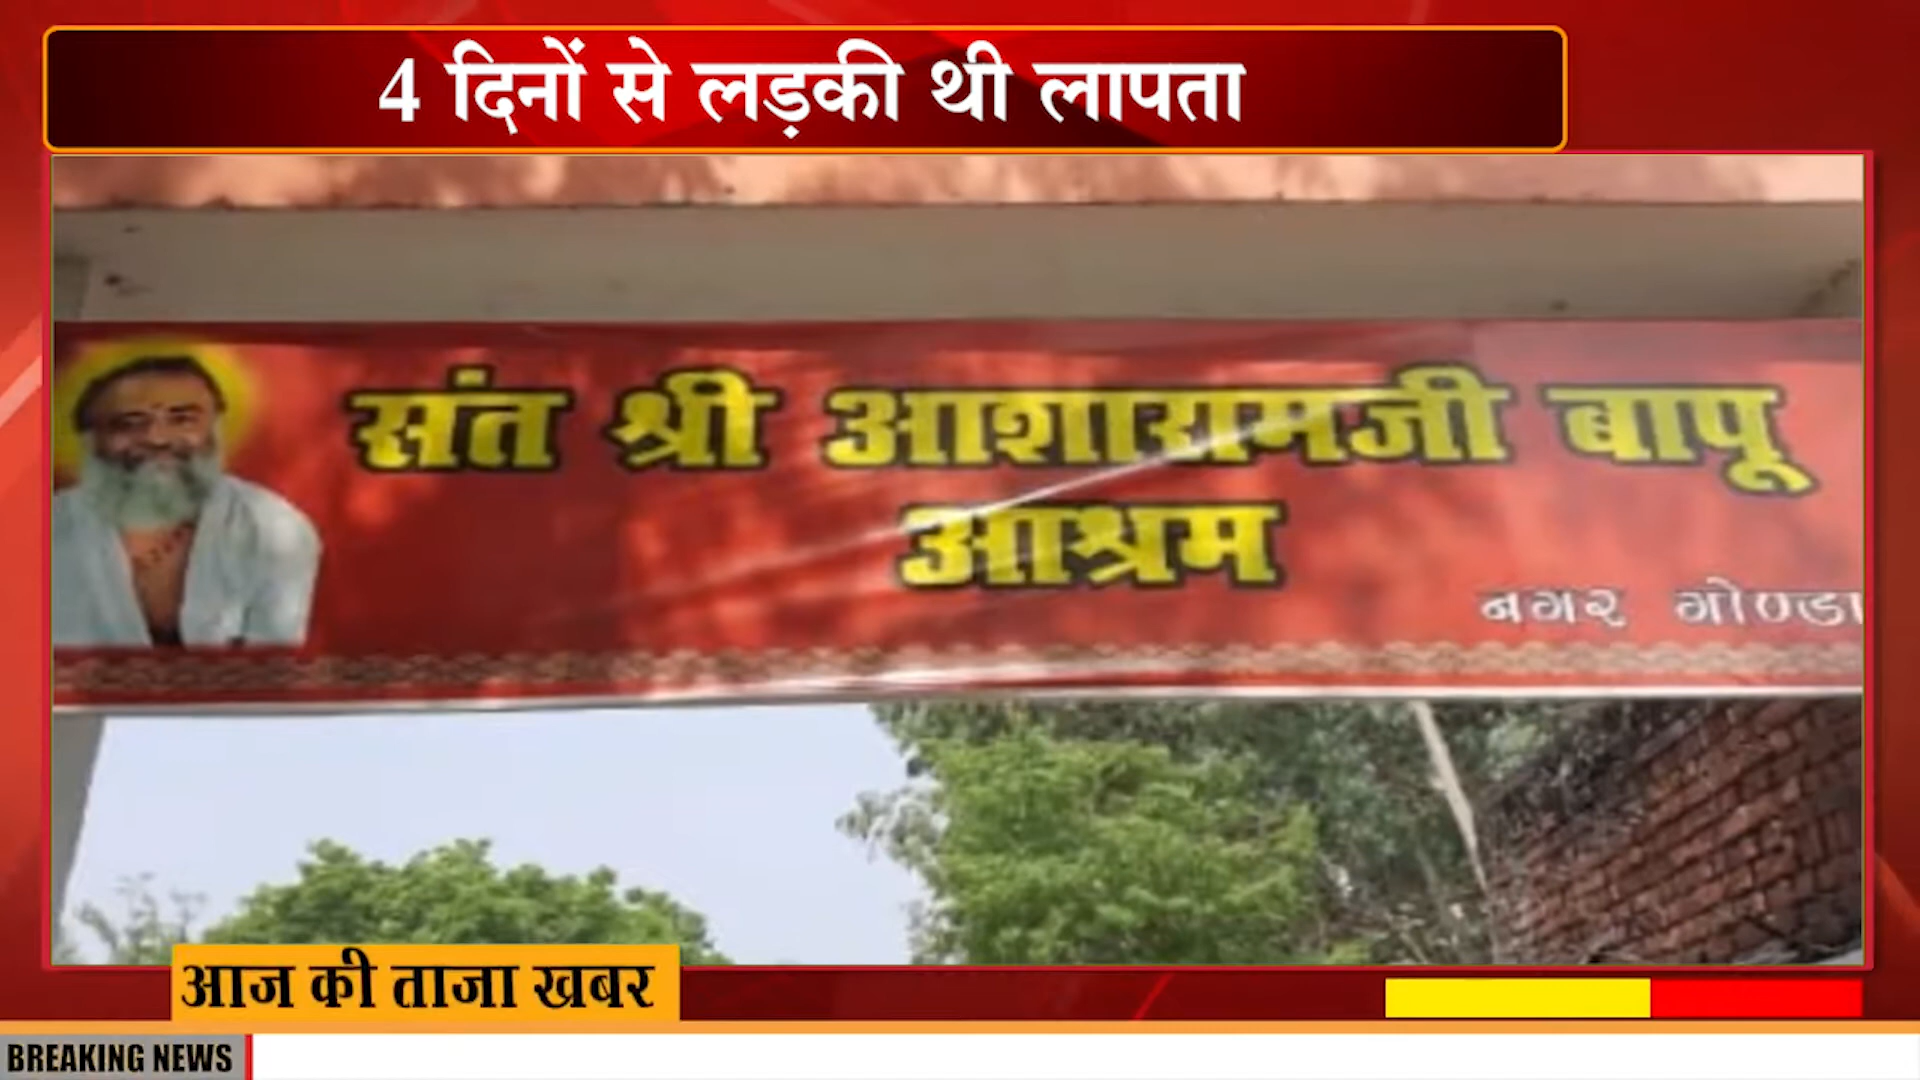 4 दिनों से लड़की थी लापता
संत श्री आशारामजी बापू
आश्रम
नगर गोण्डा
आज की ताजा खबर
BREAKING NEWS